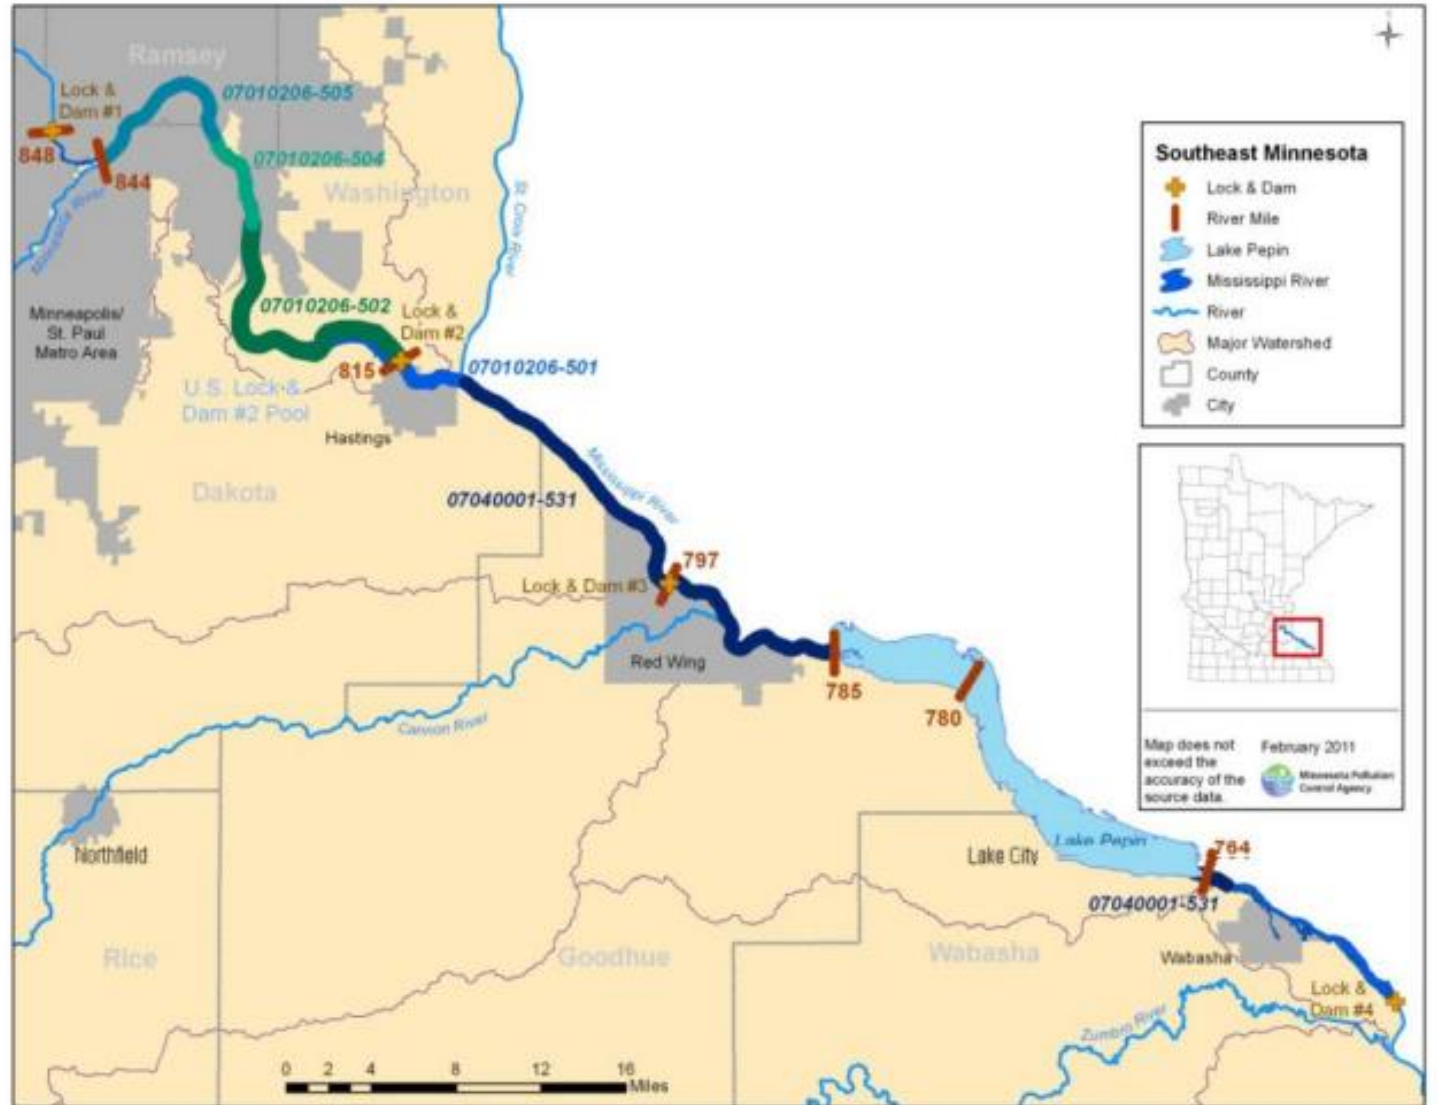 Ramsey
Lock &
Dam #1
07010206-505
848
844
07010206-504
Washington
Minnesota River
St Croix River
Minneapolis/
St. Paul
Metro Area
07010206-502
Lock &
Dam #2
815
07010206-501
U.S. Lock &
Dam #2 Pool
Hastings
Dakota
Mississippi River
07040001-531
797
Lock & Dam #3
Red Wing
785
780
Cannon River
Northfield
Lake City
Lake Pepin
764
07040001-531
Rice
Goodhue
Wabasha
Wabasha
Lock &
Dam #4
Zumbro River
0 2 4 8 12 16
Miles
Southeast Minnesota
Lock & Dam
River Mile
Lake Pepin
Mississippi River
River
Major Watershed
County
City
Map does not
exceed the
accuracy of the
source data.
February 2011
Minnesota Pollution
Control Agency